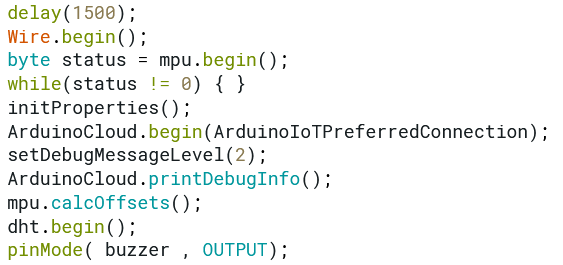 delay(1500);
Wire.begin();
byte status = mpu.begin();
while(status != 0) { }
initProperties();
ArduinoCloud.begin(ArduinoIoTPreferredConnection);
setDebugMessageLevel(2);
ArduinoCloud.printDebugInfo();
mpu.calcOffsets();
dht.begin();
pinMode( buzzer , OUTPUT);